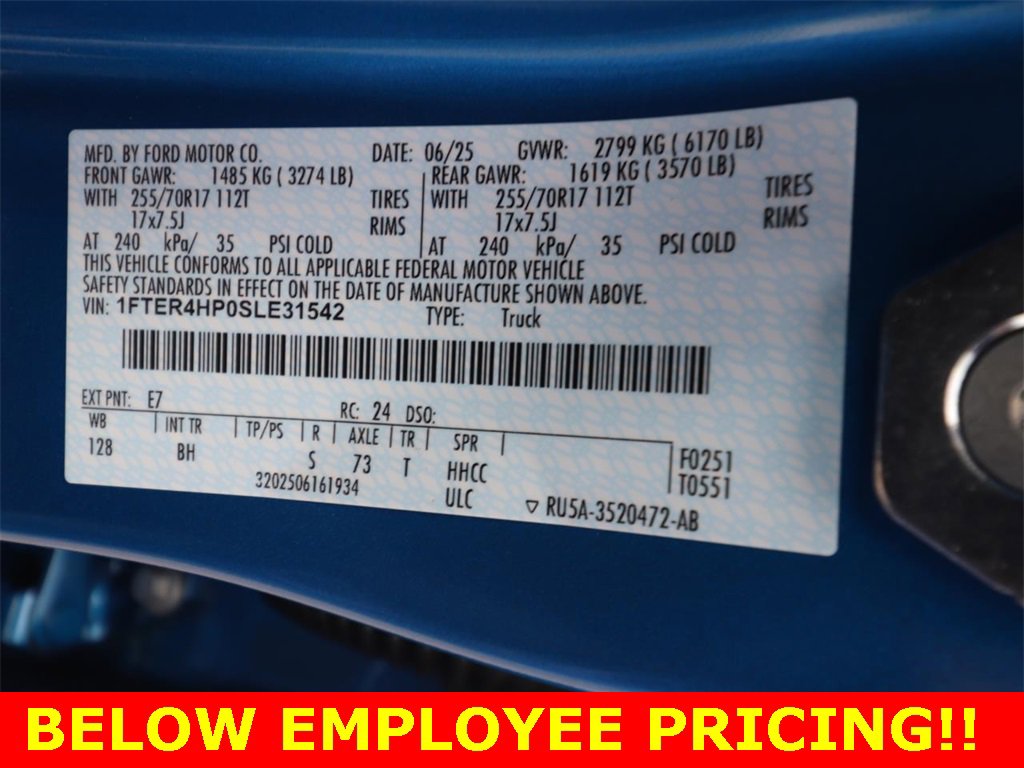 MFD. BY FORD MOTOR CO. DATE: 06/25 GVWR: 2799 KG ( 6170 LB)
FRONT GAWR: 1485 KG ( 3274 LB) REAR GAWR: 1619 KG ( 3570 LB)
WITH 255/70R17 112T TIRES WITH 255/70R17 112T TIRES
17x7.5J RIMS 17x7.5J RIMS
AT 240 kPa/ 35 PSI COLD AT 240 kPa/ 35 PSI COLD
THIS VEHICLE CONFORMS TO ALL APPLICABLE FEDERAL MOTOR VEHICLE
SAFETY STANDARDS IN EFFECT ON THE DATE OF MANUFACTURE SHOWN ABOVE.
VIN: 1FTER4HP0SLE31542 TYPE: Truck
EXT PNT: E7 RC: 24 DSO:
WB INT TR TP/PS R AXLE TR SPR
128 BH S 73 T HHCC F0251
3202506161934 ULC T0551
▽ RU5A-3520472-AB
BELOW EMPLOYEE PRICING!!